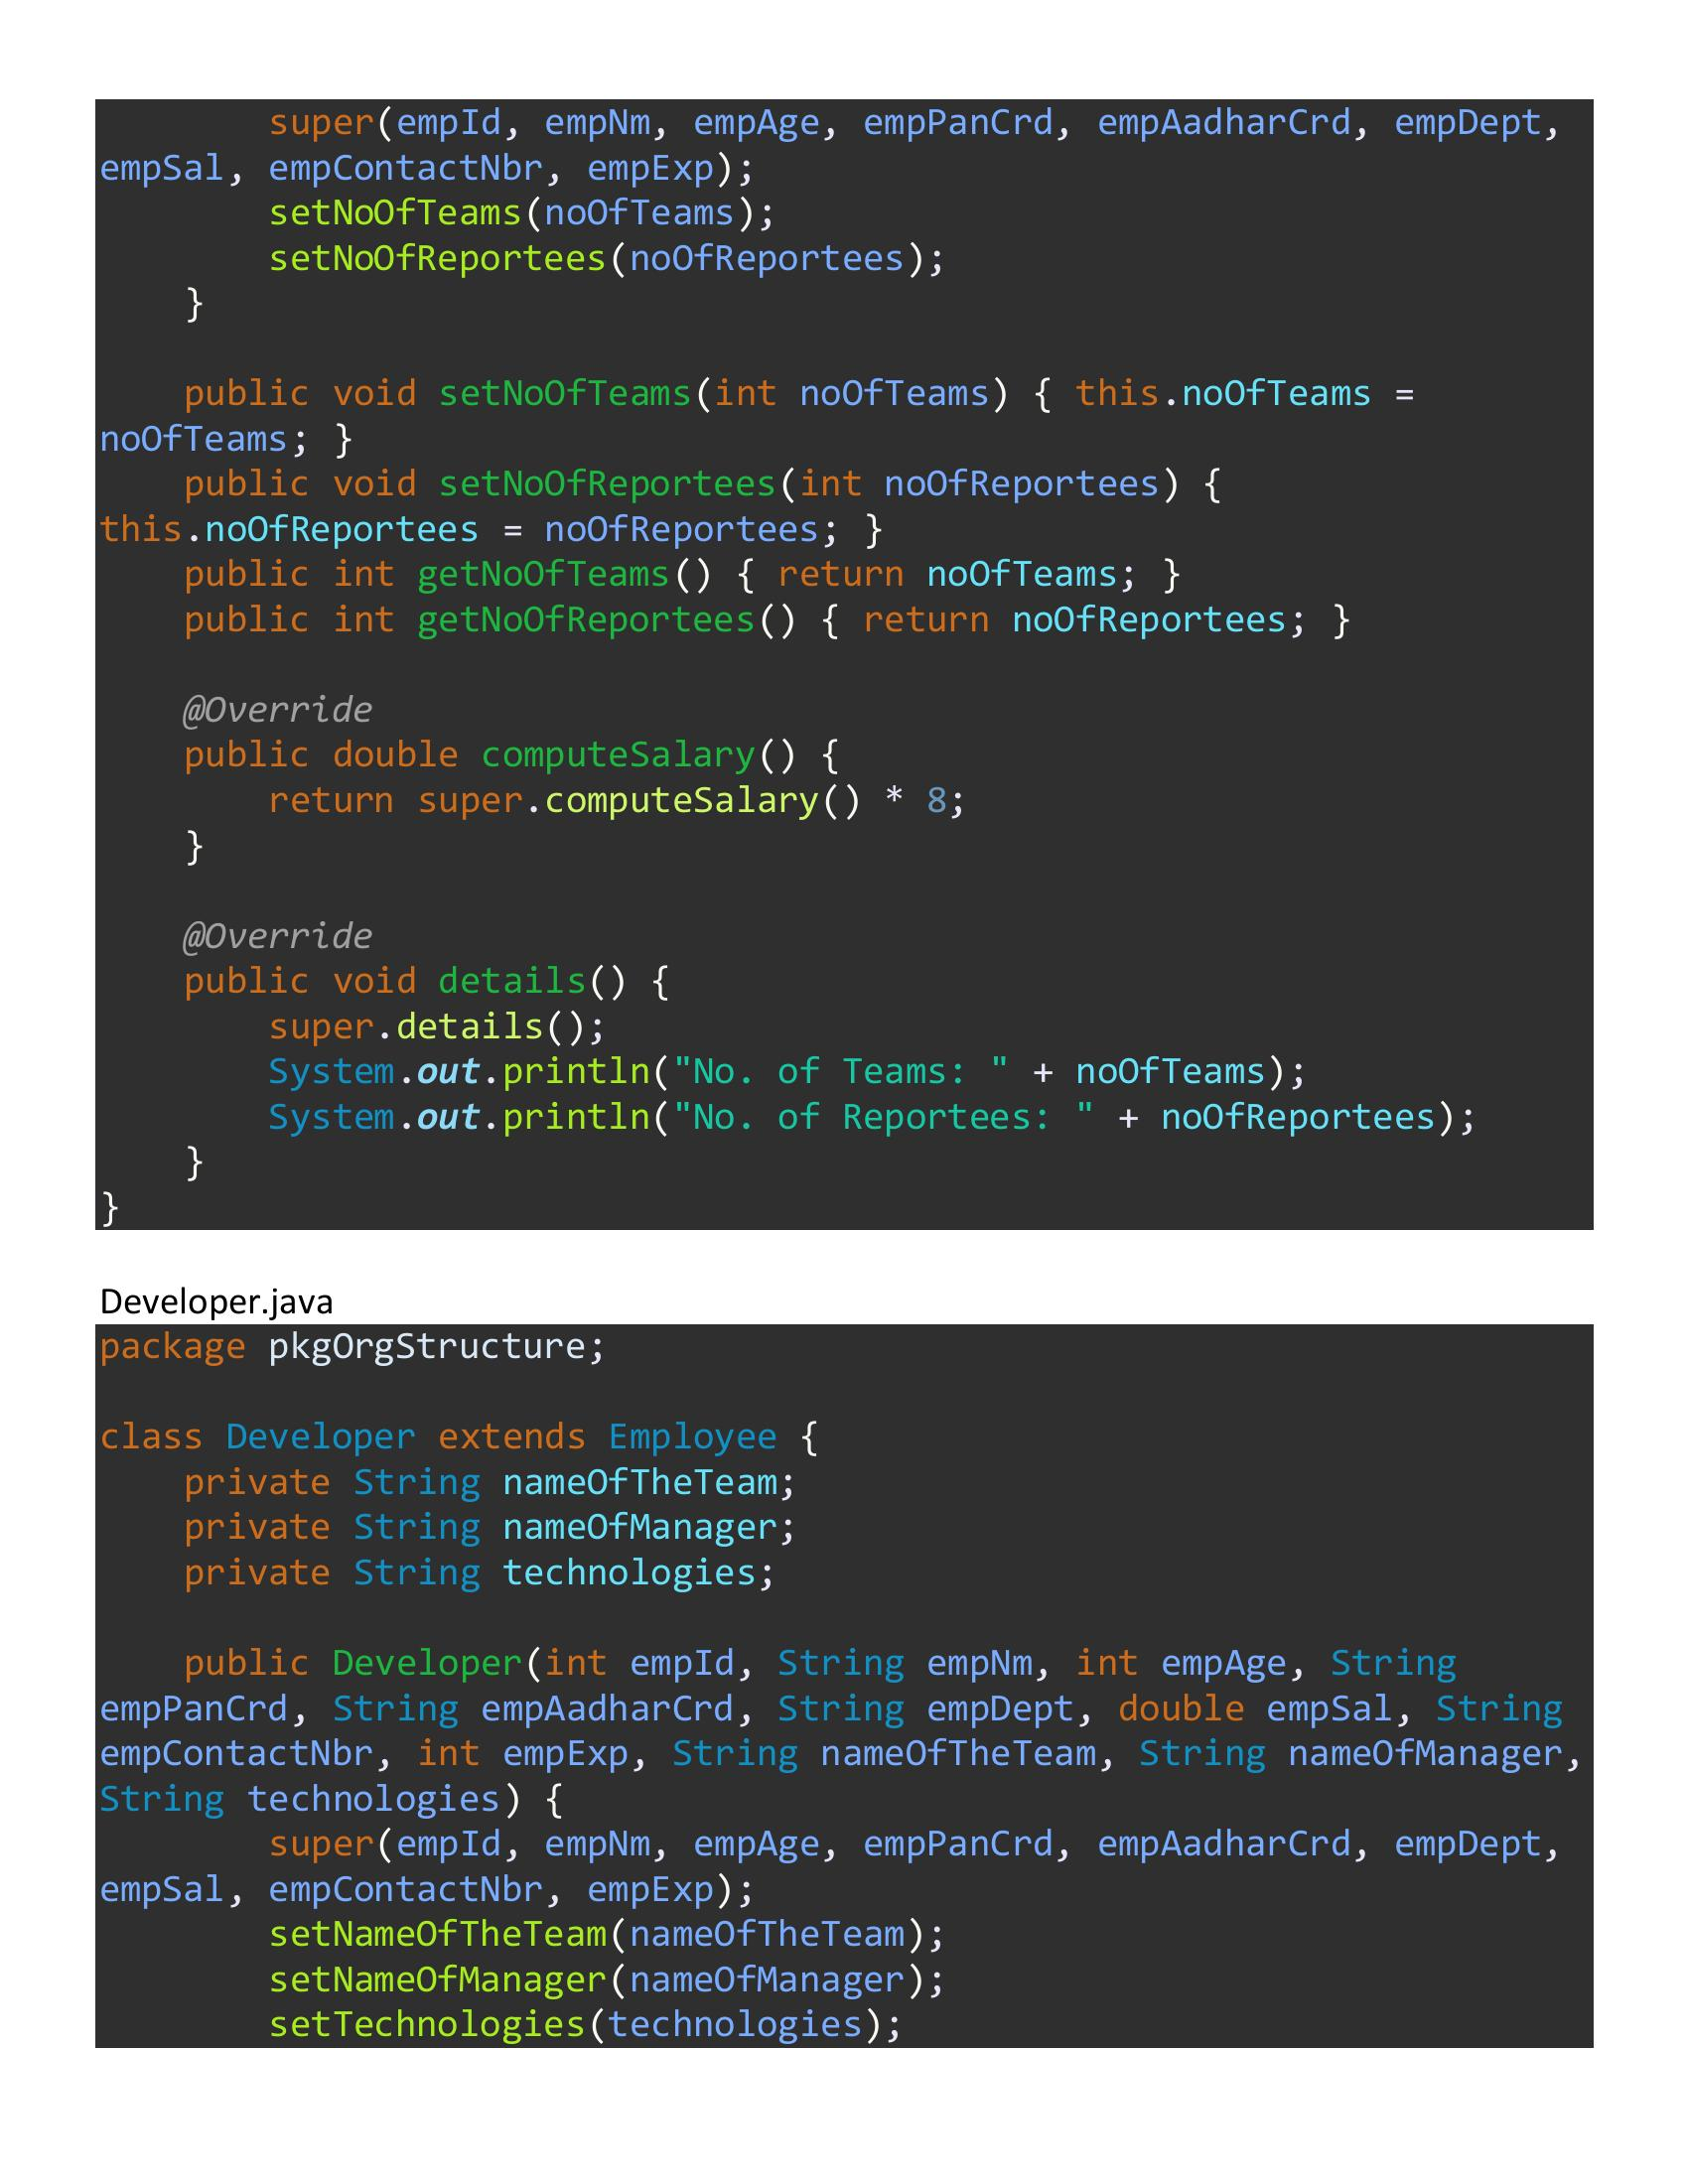 super(empId, empNm, empAge, empPanCrd, empAadharCrd, empDept,
empSal, empContactNbr, empExp);
        setNoOfTeams(noOfTeams);
        setNoOfReportees(noOfReportees);
    }

    public void setNoOfTeams(int noOfTeams) { this.noOfTeams =
noOfTeams; }
    public void setNoOfReportees(int noOfReportees) {
this.noOfReportees = noOfReportees; }
    public int getNoOfTeams() { return noOfTeams; }
    public int getNoOfReportees() { return noOfReportees; }

    @Override
    public double computeSalary() {
        return super.computeSalary() * 8;
    }

    @Override
    public void details() {
        super.details();
        System.out.println("No. of Teams: " + noOfTeams);
        System.out.println("No. of Reportees: " + noOfReportees);
    }
}

Developer.java
package pkgOrgStructure;

class Developer extends Employee {
    private String nameOfTheTeam;
    private String nameOfManager;
    private String technologies;

    public Developer(int empId, String empNm, int empAge, String
empPanCrd, String empAadharCrd, String empDept, double empSal, String
empContactNbr, int empExp, String nameOfTheTeam, String nameOfManager,
String technologies) {
        super(empId, empNm, empAge, empPanCrd, empAadharCrd, empDept,
empSal, empContactNbr, empExp);
        setNameOfTheTeam(nameOfTheTeam);
        setNameOfManager(nameOfManager);
        setTechnologies(technologies);